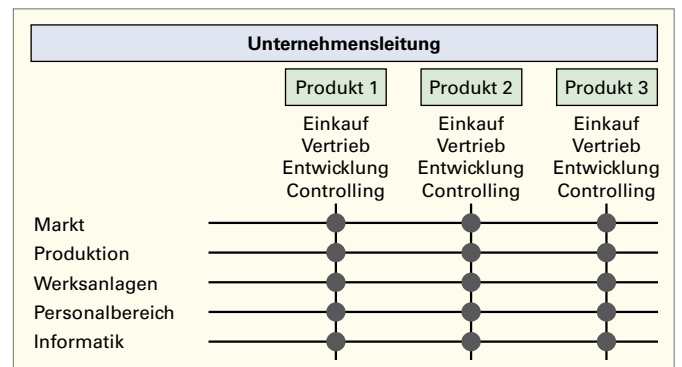 Unternehmensleitung
Produkt 1 Produkt 2 Produkt 3
Einkauf Einkauf Einkauf
Vertrieb Vertrieb Vertrieb
Entwicklung Entwicklung Entwicklung
Controlling Controlling Controlling
Markt
Produktion
Werksanlagen
Personalbereich
Informatik